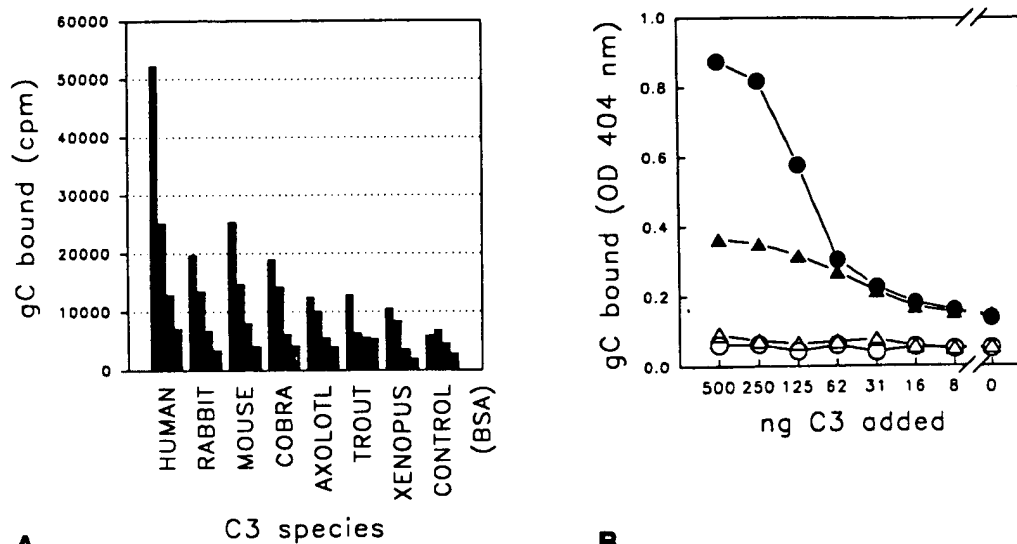 gC bound (cpm)
60000
50000
40000
30000
20000
10000
0
HUMAN
RABBIT
MOUSE
COBRA
AXOLOTL
TROUT
XENOPUS
CONTROL
(BSA)
C3 species
gC bound (OD 404 nm)
1.0
0.8
0.6
0.4
0.2
0.0
500 250 125 62 31 16 8 0
ng C3 added